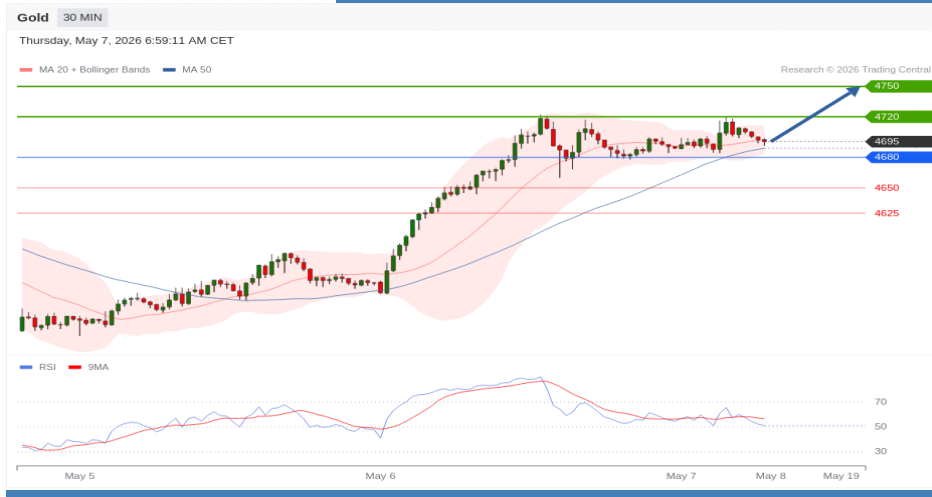 Gold 30 MIN
Thursday, May 7, 2026 6:59:11 AM CET
MA 20 + Bollinger Bands MA 50
Research © 2026 Trading Central
4750
4720
4695
4680
4650
4625
RSI 9MA
70
50
30
May 5 May 6 May 7 May 8 May 19